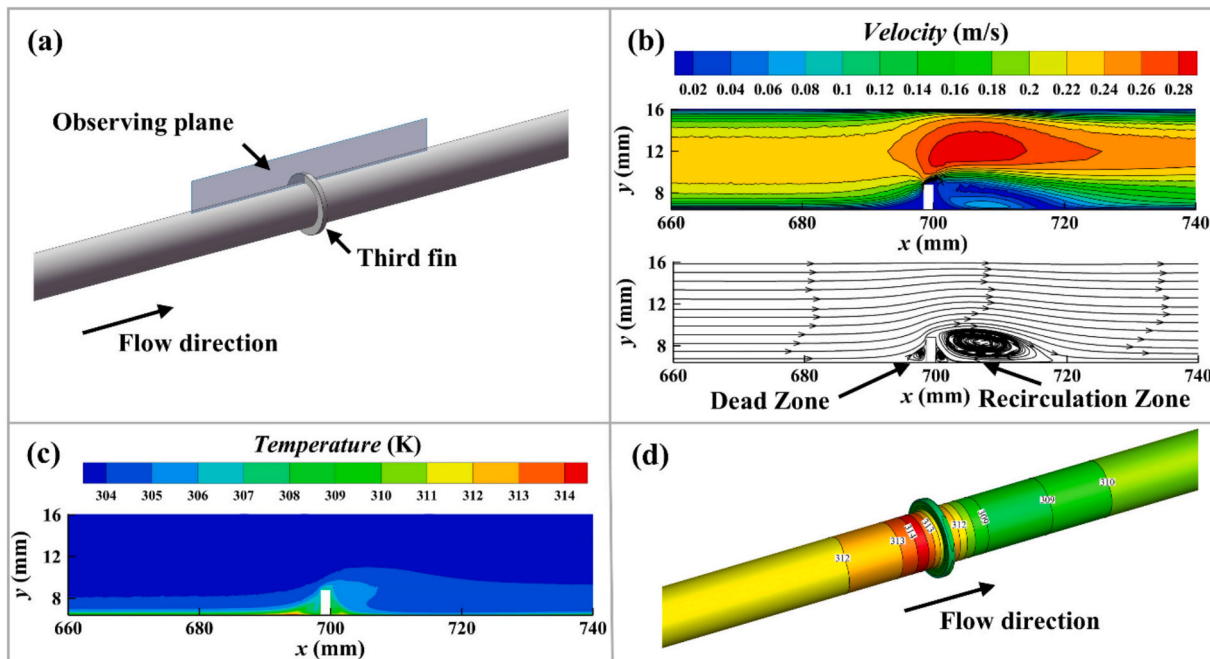 (a)
Observing plane
Third fin
Flow direction
(b)
Velocity (m/s)
0.02 0.04 0.06 0.08 0.1 0.12 0.14 0.16 0.18 0.2 0.22 0.24 0.26 0.28
16
12
8
y (mm)
660 680 700 720 740
x (mm)
16
12
8
y (mm)
660 680 700 720 740
Dead Zone x (mm) Recirculation Zone
(c)
Temperature (K)
304 305 306 307 308 309 310 311 312 313 314
16
12
8
y (mm)
660 680 700 720 740
x (mm)
(d)
312 313 314 313 312 309 309 310
Flow direction